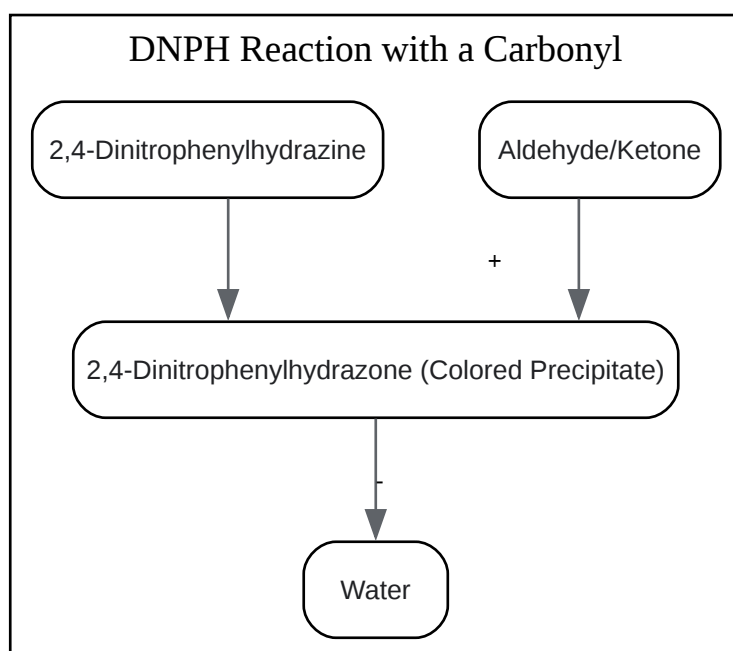 DNPH Reaction with a Carbonyl
2,4-Dinitrophenylhydrazine
Aldehyde/Ketone
+
2,4-Dinitrophenylhydrazone (Colored Precipitate)
-
Water